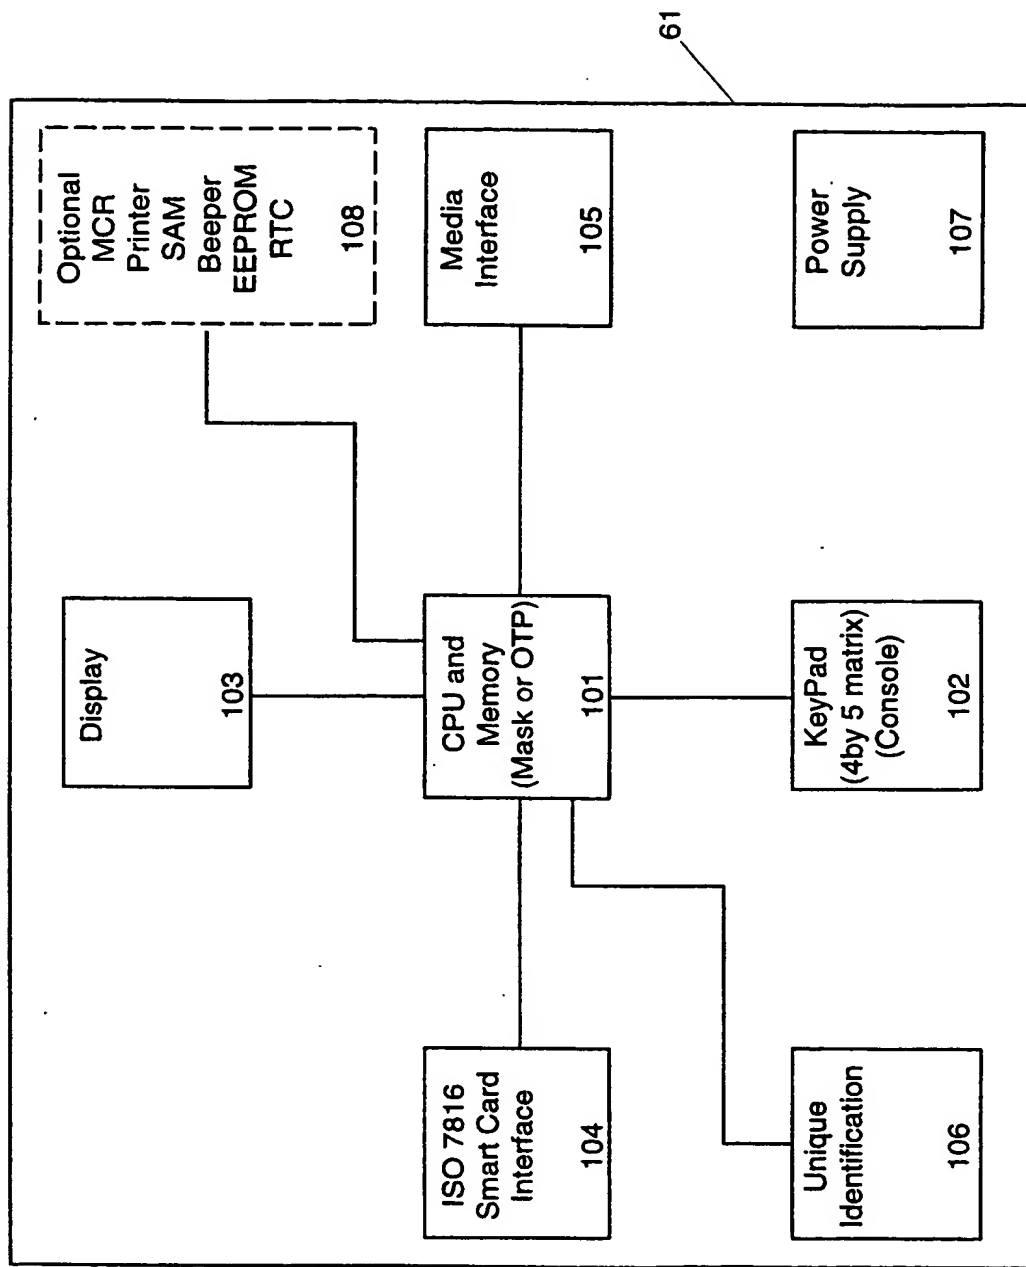 Display
103
Optional
MCR
Printer
SAM
Beeper
EEPROM
RTC
108
ISO 7816
Smart Card
Interface
104
CPU and
Memory
(Mask or OTP)
101
Media
Interface
105
61
Unique
Identification
106
KeyPad
(4by 5 matrix)
(Console)
102
Power
Supply
107